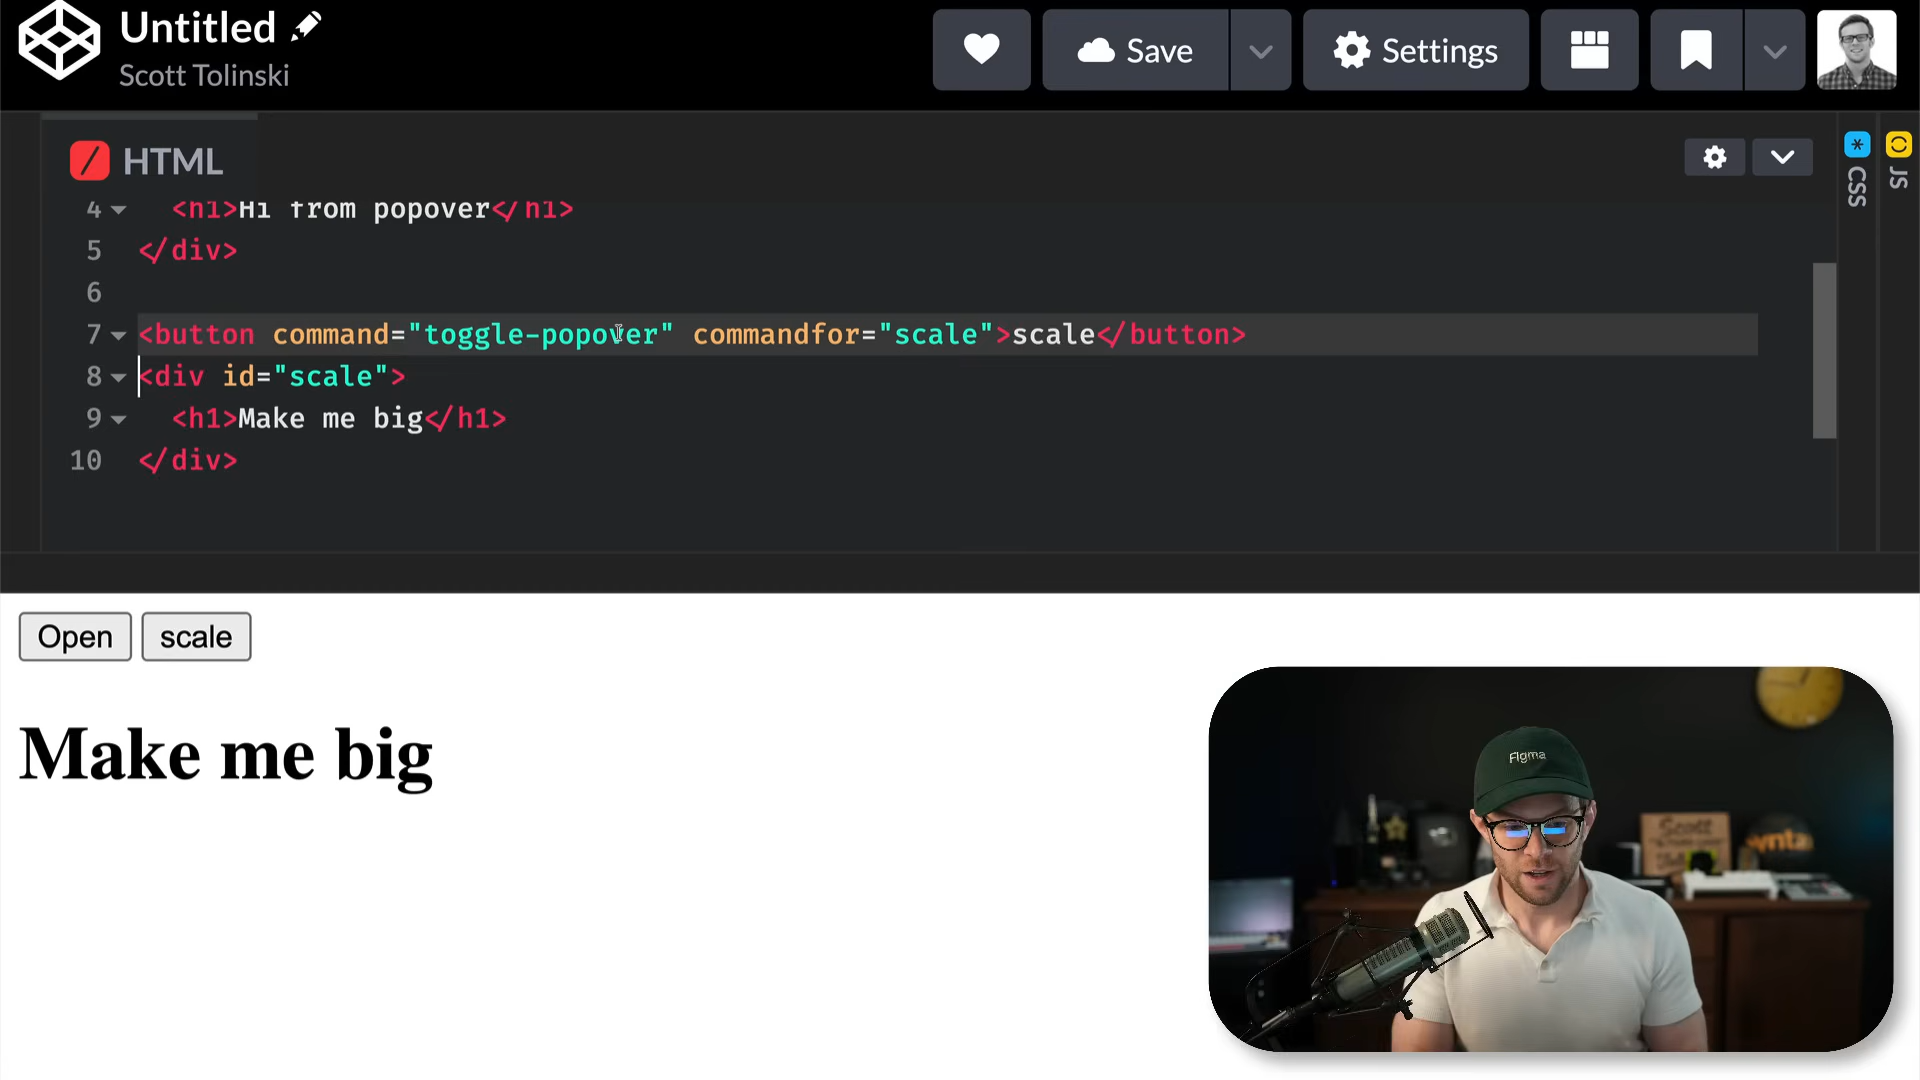 Untitled
Scott Tolinski
Save
Settings
HTML
CSS
JS
4 <h1>Hi from popover</h1>
5 </div>
6
7 <button command="toggle-popover" commandfor="scale">scale</button>
8 <div id="scale">
9 <h1>Make me big</h1>
10 </div>
Open scale
Make me big
Figma
Scott